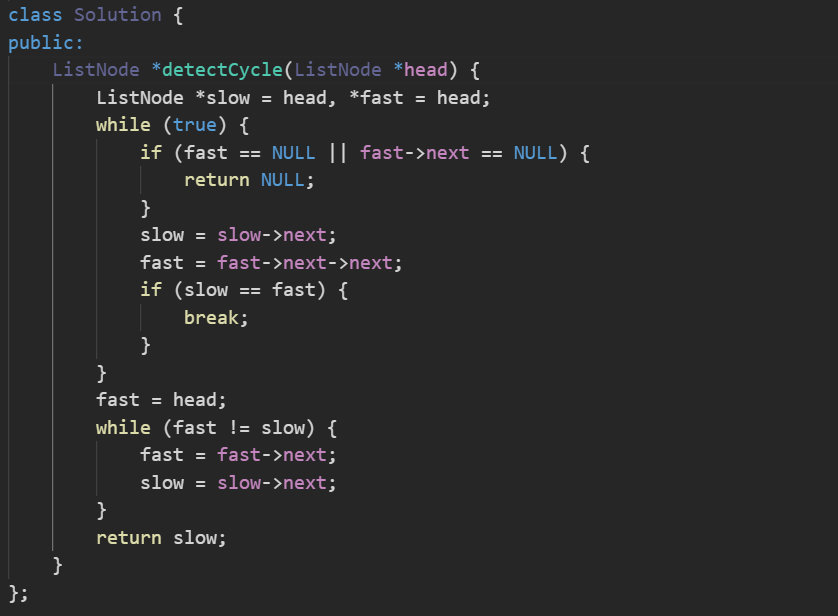 class Solution {
public:
    ListNode *detectCycle(ListNode *head) {
        ListNode *slow = head, *fast = head;
        while (true) {
            if (fast == NULL || fast->next == NULL) {
                return NULL;
            }
            slow = slow->next;
            fast = fast->next->next;
            if (slow == fast) {
                break;
            }
        }
        fast = head;
        while (fast != slow) {
            fast = fast->next;
            slow = slow->next;
        }
        return slow;
    }
};